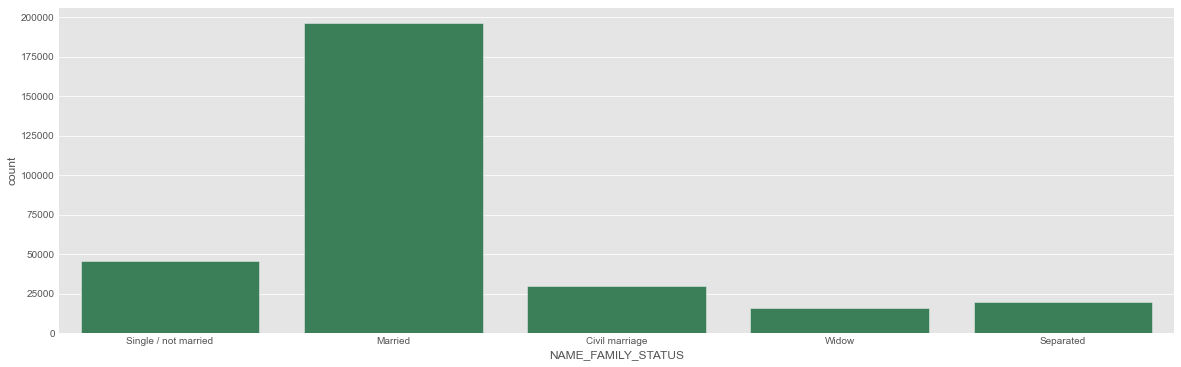 200000
175000
150000
125000
100000
75000
50000
25000
0
count
Single / not married
Married
Civil marriage
Widow
Separated
NAME_FAMILY_STATUS